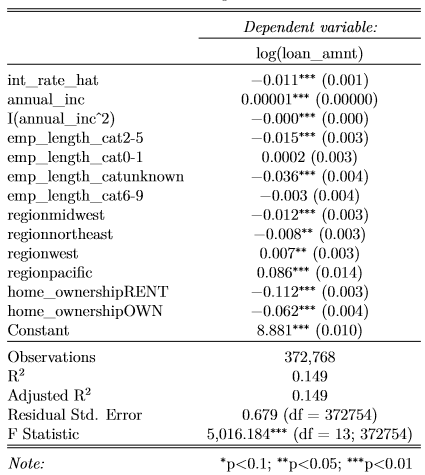 Dependent variable:
log(loan_amnt)
int_rate_hat −0.011*** (0.001)
annual_inc 0.00001*** (0.00000)
I(annual_inc^2) −0.000*** (0.000)
emp_length_cat2-5 −0.015*** (0.003)
emp_length_cat0-1 0.0002 (0.003)
emp_length_catunknown −0.036*** (0.004)
emp_length_cat6-9 −0.003 (0.004)
regionmidwest −0.012*** (0.003)
regionnortheast −0.008** (0.003)
regionwest 0.007** (0.003)
regionpacific 0.086*** (0.014)
home_ownershipRENT −0.112*** (0.003)
home_ownershipOWN −0.062*** (0.004)
Constant 8.881*** (0.010)
Observations 372,768
R² 0.149
Adjusted R² 0.149
Residual Std. Error 0.679 (df = 372754)
F Statistic 5,016.184*** (df = 13; 372754)
Note: *p<0.1; **p<0.05; ***p<0.01